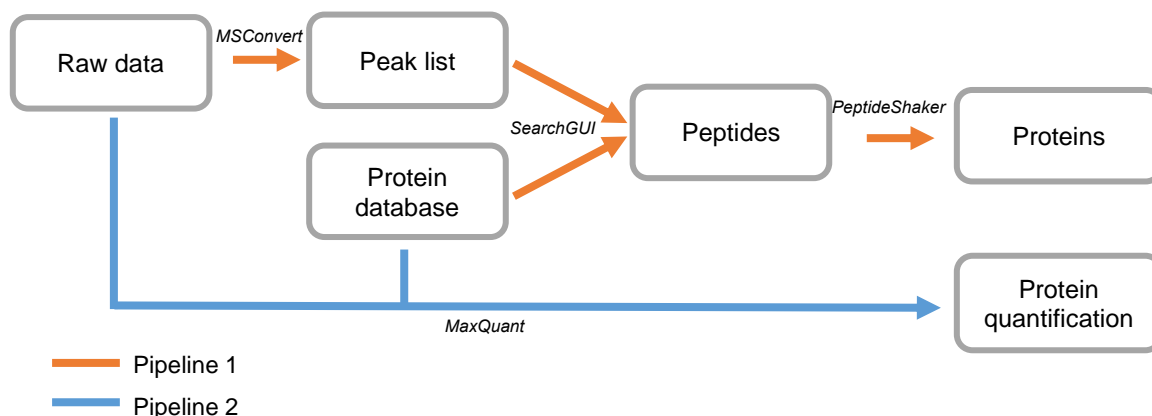 MSConvert
Raw data
Peak list
SearchGUI
Peptides
PeptideShaker
Proteins
Protein
database
MaxQuant
Protein
quantification
Pipeline 1
Pipeline 2